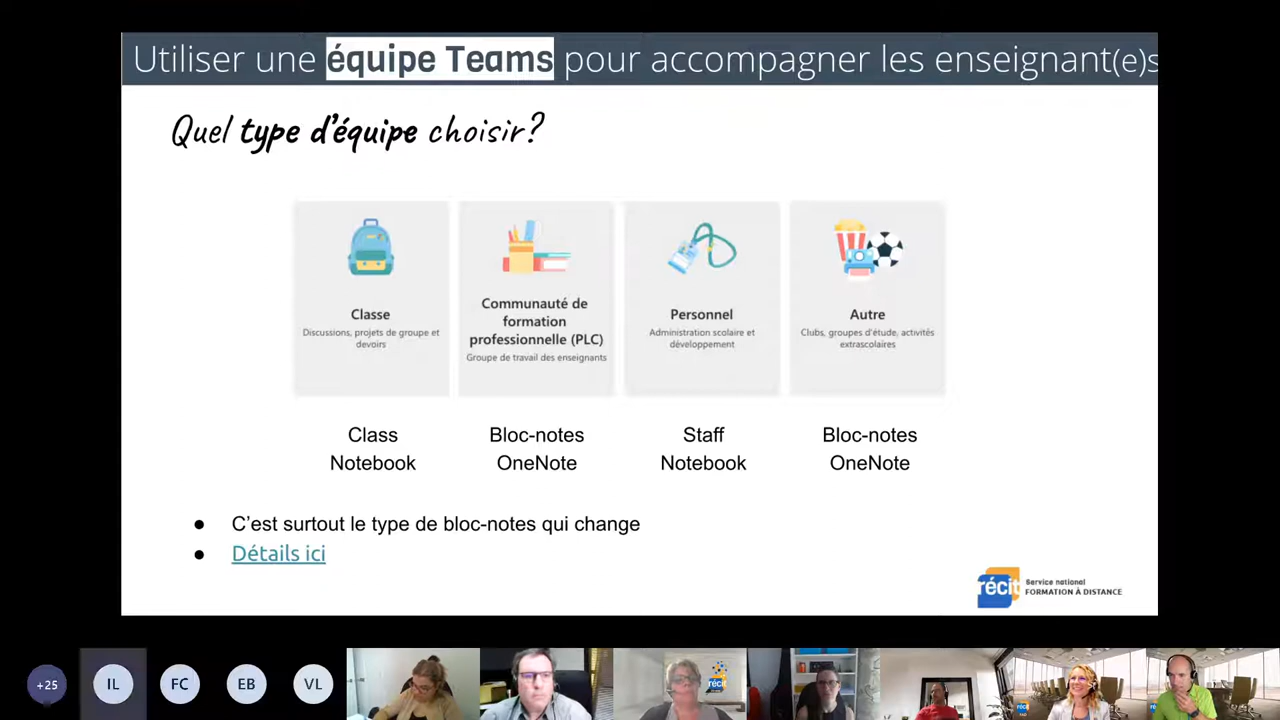 Utiliser une équipe Teams pour accompagner les enseignant(e)s
Quel type d'équipe choisir?
Classe
Discussions, projets de groupe et
devoirs
Communauté de
formation
professionnelle (PLC)
Groupe de travail des enseignants
Personnel
Administration scolaire et
développement
Autre
Clubs, groupes d'étude, activités
extrascolaires
Class
Notebook
Bloc-notes
OneNote
Staff
Notebook
Bloc-notes
OneNote
● C'est surtout le type de bloc-notes qui change
● Détails ici
récit
Service national
FORMATION À DISTANCE
+25
IL
FC
EB
VL
récit